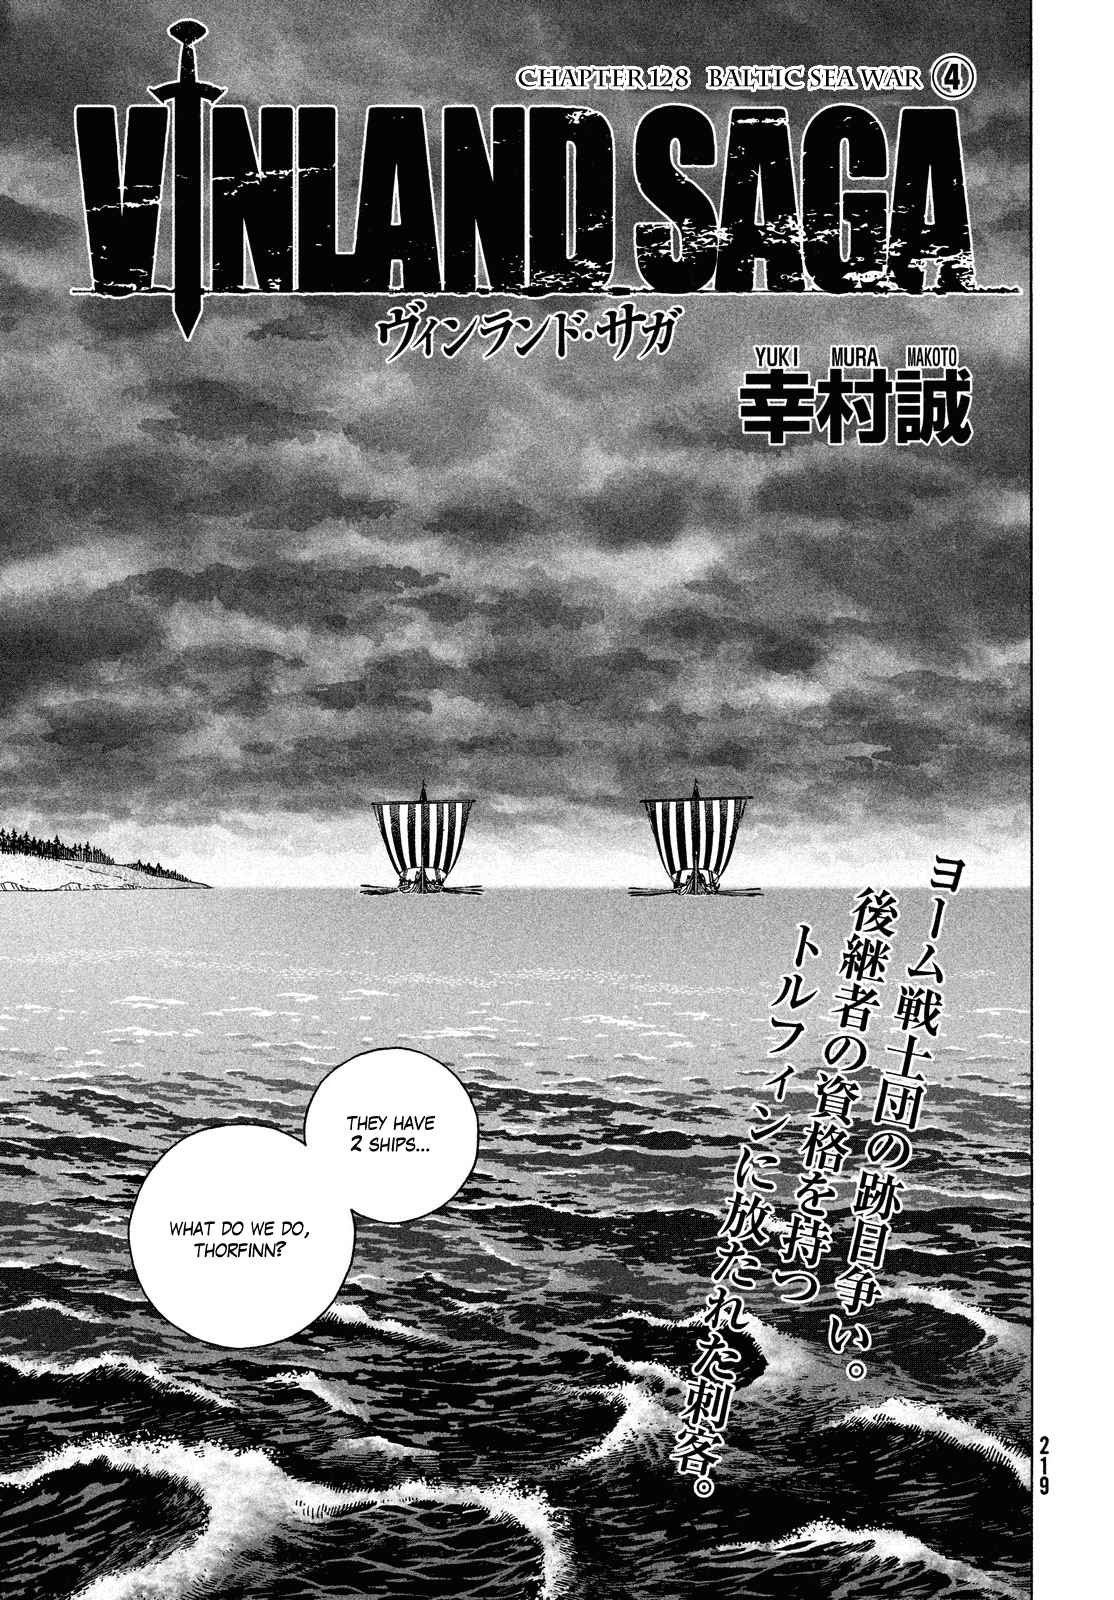 CHAPTER 128 BALTIC SEA WAR ④
VINLAND SAGA
ヴィンランド・サガ
YUKI MURA MAKOTO
幸村誠
ヨーム戦士団の跡目争い。
後継者の資格を持つ
トルフィンに放たれた刺客。
THEY HAVE
2 SHIPS...
WHAT DO WE DO,
THORFINN?
219